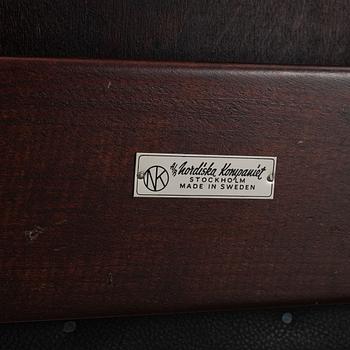 NK A/B Nordiska Kompaniet
STOCKHOLM
MADE IN SWEDEN